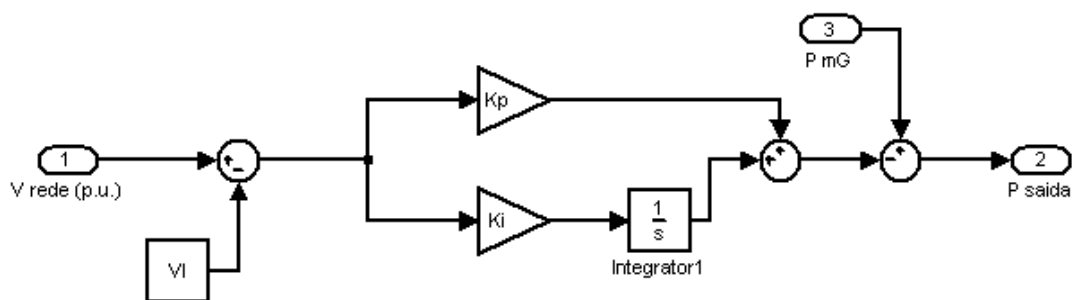 3
P mG
Kp
1
V rede (p.u.)
2
P saida
Ki
1
s
Integrator1
Vl